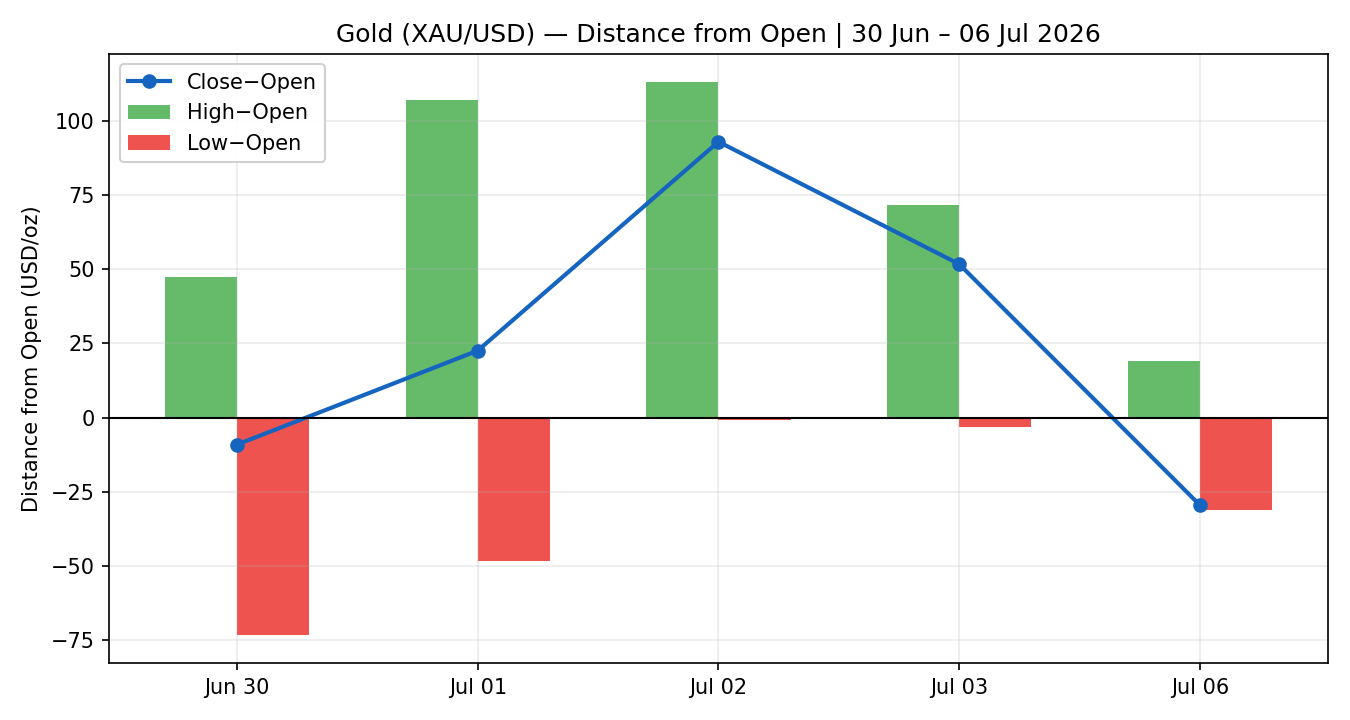 Gold (XAU/USD) — Distance from Open | 30 Jun – 06 Jul 2026
Close−Open
High−Open
Low−Open
Distance from Open (USD/oz)
100
75
50
25
0
−25
−50
−75
Jun 30
Jul 01
Jul 02
Jul 03
Jul 06